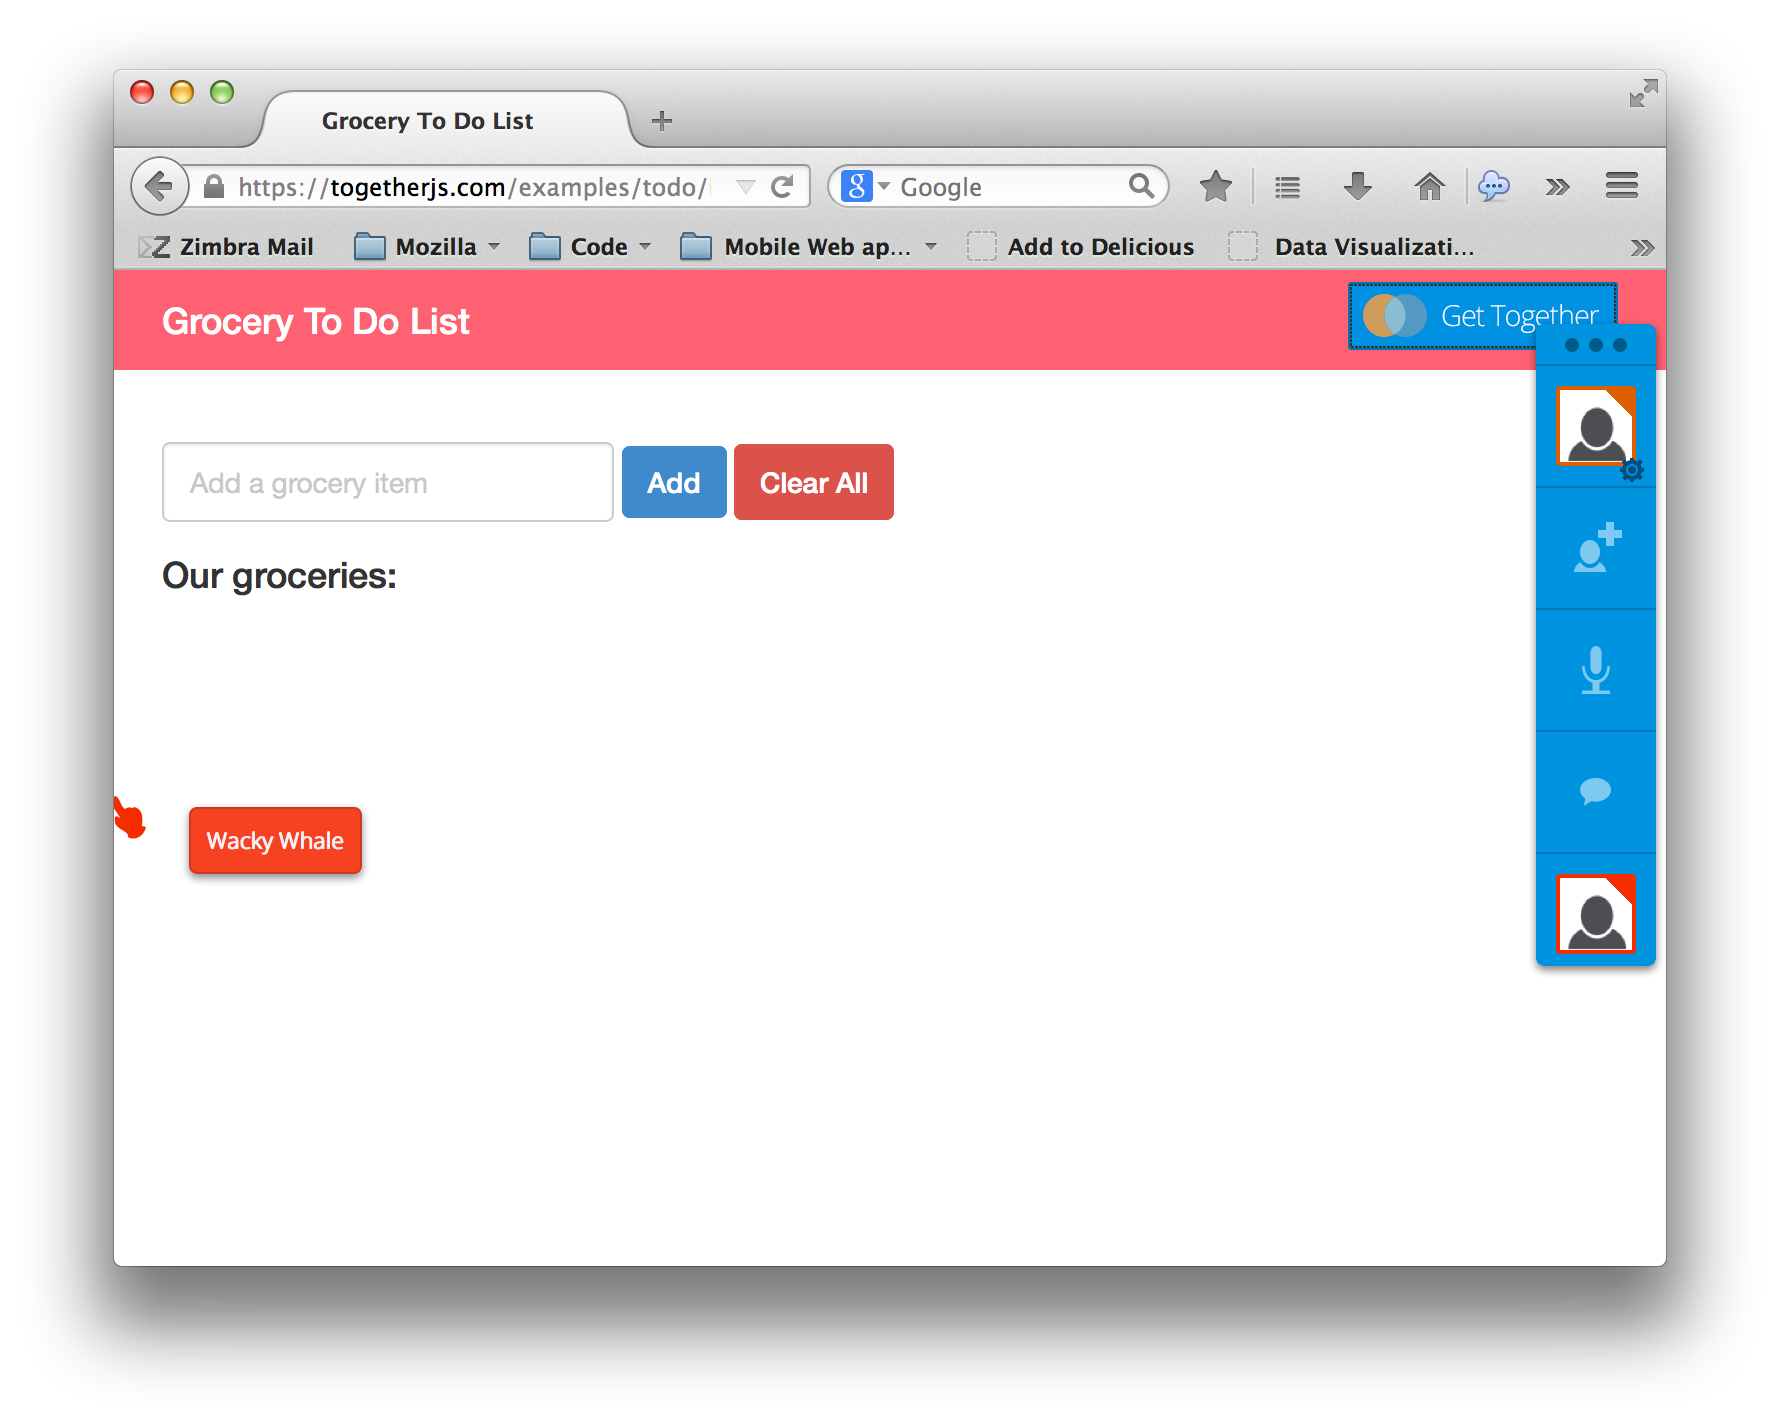 Grocery To Do List
https://togetherjs.com/examples/todo/
Google
Zimbra Mail
Mozilla
Code
Mobile Web ap...
Add to Delicious
Data Visualizati...
Grocery To Do List
Get Together
Add a grocery item
Add
Clear All
Our groceries:
Wacky Whale